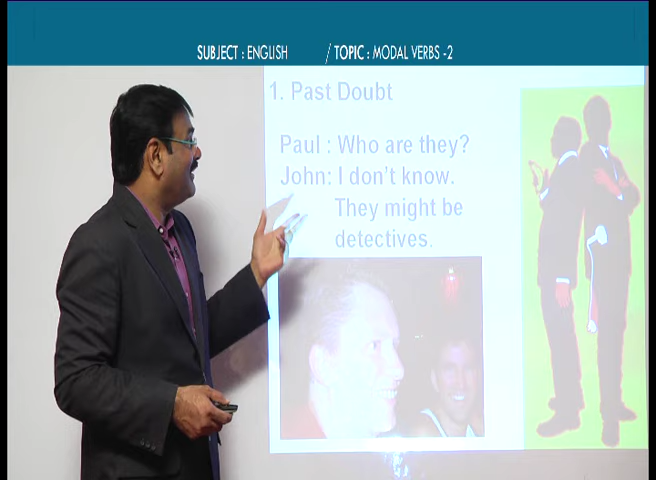 SUBJECT : ENGLISH / TOPIC : MODAL VERBS -2
1. Past Doubt
Paul : Who are they?
John: I don't know.
They might be
detectives.